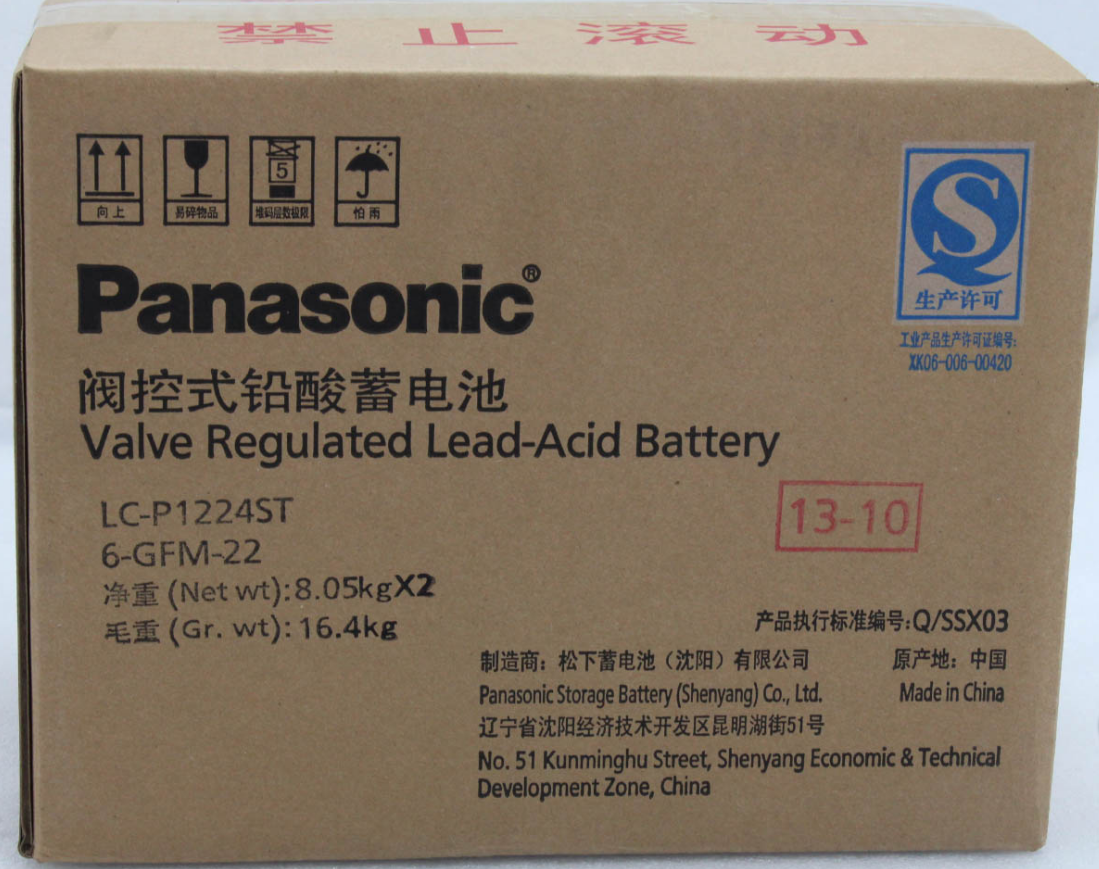 禁止滚动
5
向上
易碎物品
堆码层数极限
怕雨
S
生产许可
工业产品生产许可证编号:
XK06-006-00420
Panasonic®
阀控式铅酸蓄电池
Valve Regulated Lead-Acid Battery
LC-P1224ST
6-GFM-22
净重(Net wt):8.05kgX2
毛重(Gr. wt):16.4kg
13-10
产品执行标准编号:Q/SSX03
制造商：松下蓄电池（沈阳）有限公司
原产地：中国
Panasonic Storage Battery (Shenyang) Co., Ltd.
Made in China
辽宁省沈阳经济技术开发区昆明湖街51号
No. 51 Kunminghu Street, Shenyang Economic & Technical
Development Zone, China